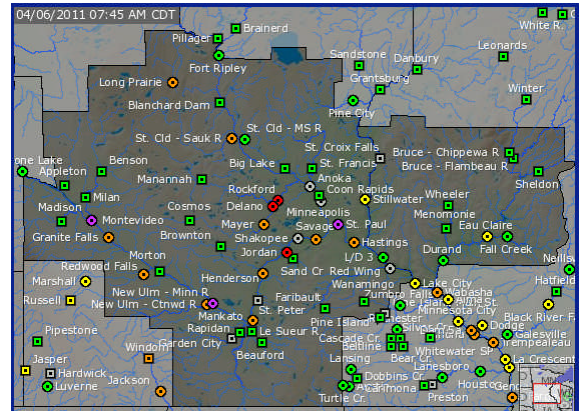 04/06/2011 07:45 AM CDT
Brainerd
White R.
Pillager
Leonards
Sandstone
Danbury
Fort Ripley
Grantsburg
Long Prairie
Winter
Blanchard Dam
Pine City
St. Cld - MS R
St. Cld - Sauk R
St. Croix Falls
Bruce - Chippewa R
Benson
Big Lake
St. Francis
Bruce - Flambeau R
Appleton
Manannah
Anoka
Sheldon
Rockford
Coon Rapids
Milan
Stillwater
Wheeler
Madison
Delano
Minneapolis
Cosmos
Menomonie
Montevideo
Mayer
Savage
St. Paul
Eau Claire
Granite Falls
Brownton
Shakopee
Hastings
Fall Creek
Jordan
L/D 3
Durand
Morton
Sand Cr
Red Wing
Redwood Falls
Henderson
Wanamingo
Lake City
Marshall
Zumbro Falls
Wabasha
Hatfield
New Ulm - Minn R
Faribault
Alma
Russell
New Ulm - Ctnwd R
St. Peter
Minnesota City
Black River Fa
Mankato
Pine Island
Dodge
Pipestone
Rapidan
Le Sueur R
Cascade Cr.
Galesville
Garden City
Trempealeau
Windom
Beltline
Whitewater SP
Jasper
Beauford
Lansing
Bear Cr.
La Crescent
Hardwick
Lanesboro
Jackson
Dobbins Cr
Luverne
Turtle Cr.
Preston